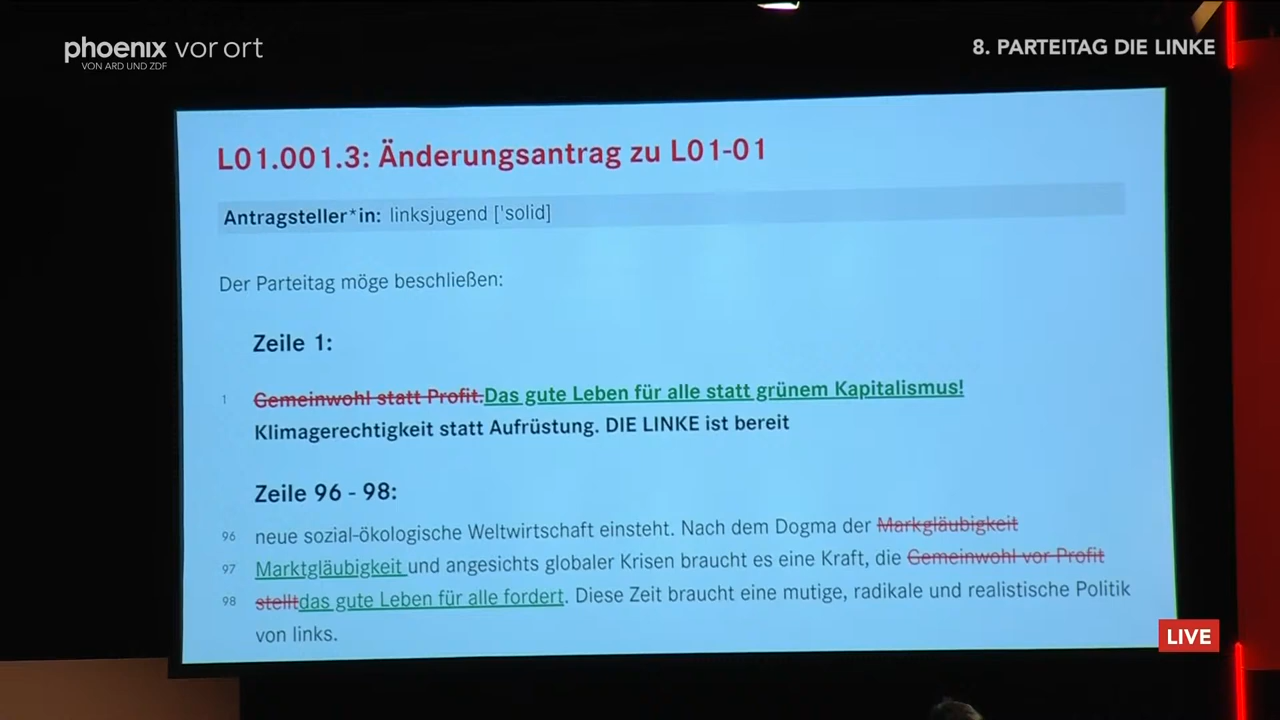 phoenix vor ort
VON ARD UND ZDF
8. PARTEITAG DIE LINKE
L01.001.3: Änderungsantrag zu L01-01
Antragsteller*in: linksjugend ['solid]
Der Parteitag möge beschließen:
Zeile 1:
1 Gemeinwohl statt Profit.Das gute Leben für alle statt grünem Kapitalismus!
Klimagerechtigkeit statt Aufrüstung. DIE LINKE ist bereit
Zeile 96 - 98:
96 neue sozial-ökologische Weltwirtschaft einsteht. Nach dem Dogma der Markgläubigkeit
97 Marktgläubigkeit und angesichts globaler Krisen braucht es eine Kraft, die Gemeinwohl vor Profit
98 stelltdas gute Leben für alle fordert. Diese Zeit braucht eine mutige, radikale und realistische Politik
von links.
LIVE